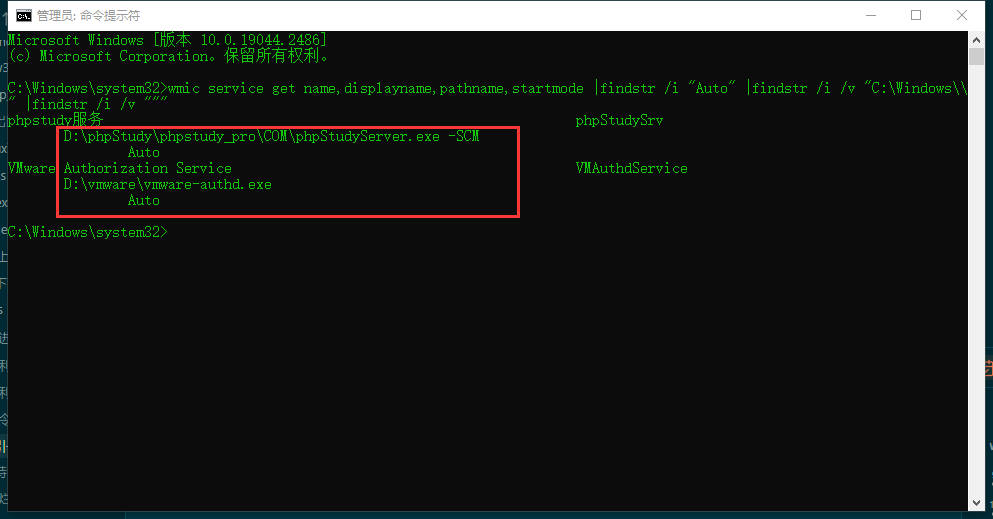 管理员: 命令提示符
Microsoft Windows [版本 10.0.19044.2486]
(c) Microsoft Corporation。保留所有权利。
C:\Windows\system32>wmic service get name,displayname,pathname,startmode |findstr /i "Auto" |findstr /i /v "C:\Windows\\
" |findstr /i /v """
phpstudy服务 phpStudySrv
D:\phpStudy\phpstudy_pro\COM\phpStudyServer.exe -SCM
Auto
VMware Authorization Service VMAuthdService
D:\vmware\vmware-authd.exe
Auto
C:\Windows\system32>